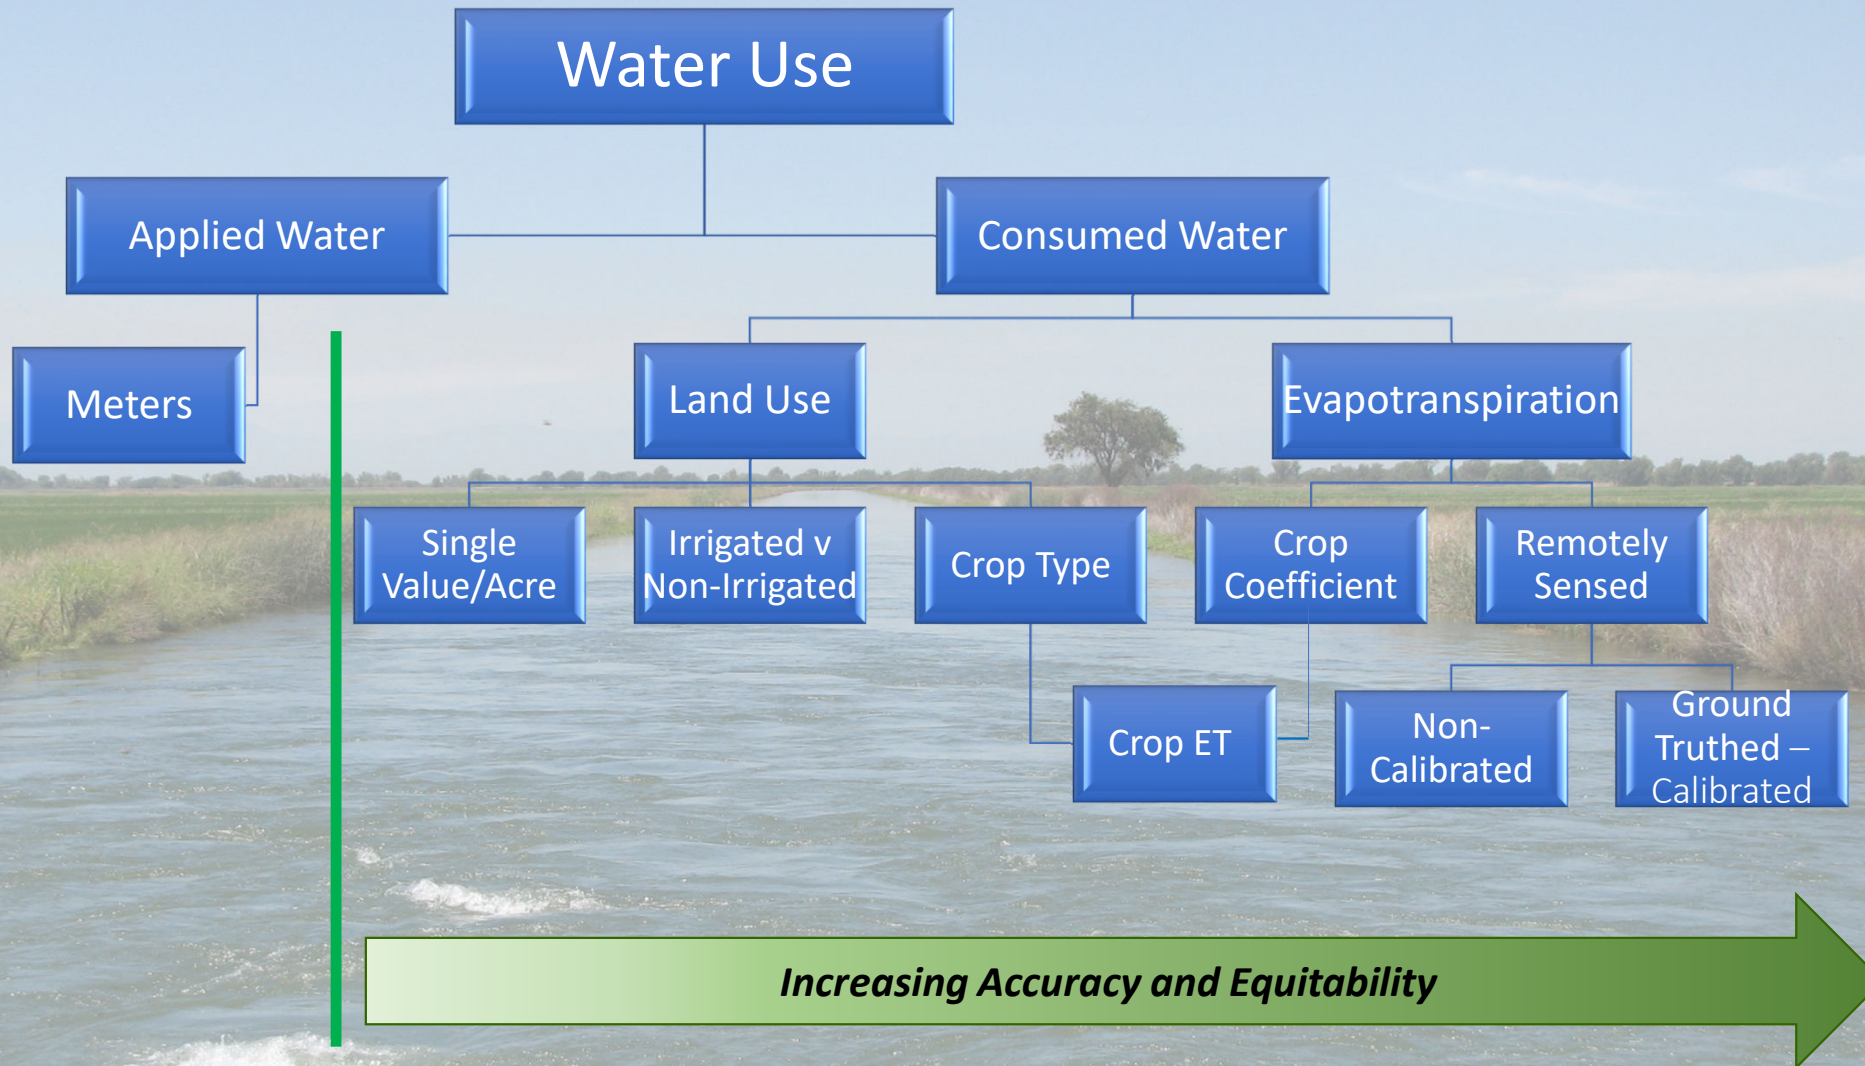 Water Use
Applied Water
Consumed Water
Meters
Land Use
Evapotranspiration
Single
Value/Acre
Irrigated v
Non-Irrigated
Crop Type
Crop
Coefficient
Remotely
Sensed
Crop ET
Non-
Calibrated
Ground
Truthed –
Calibrated
Increasing Accuracy and Equitability